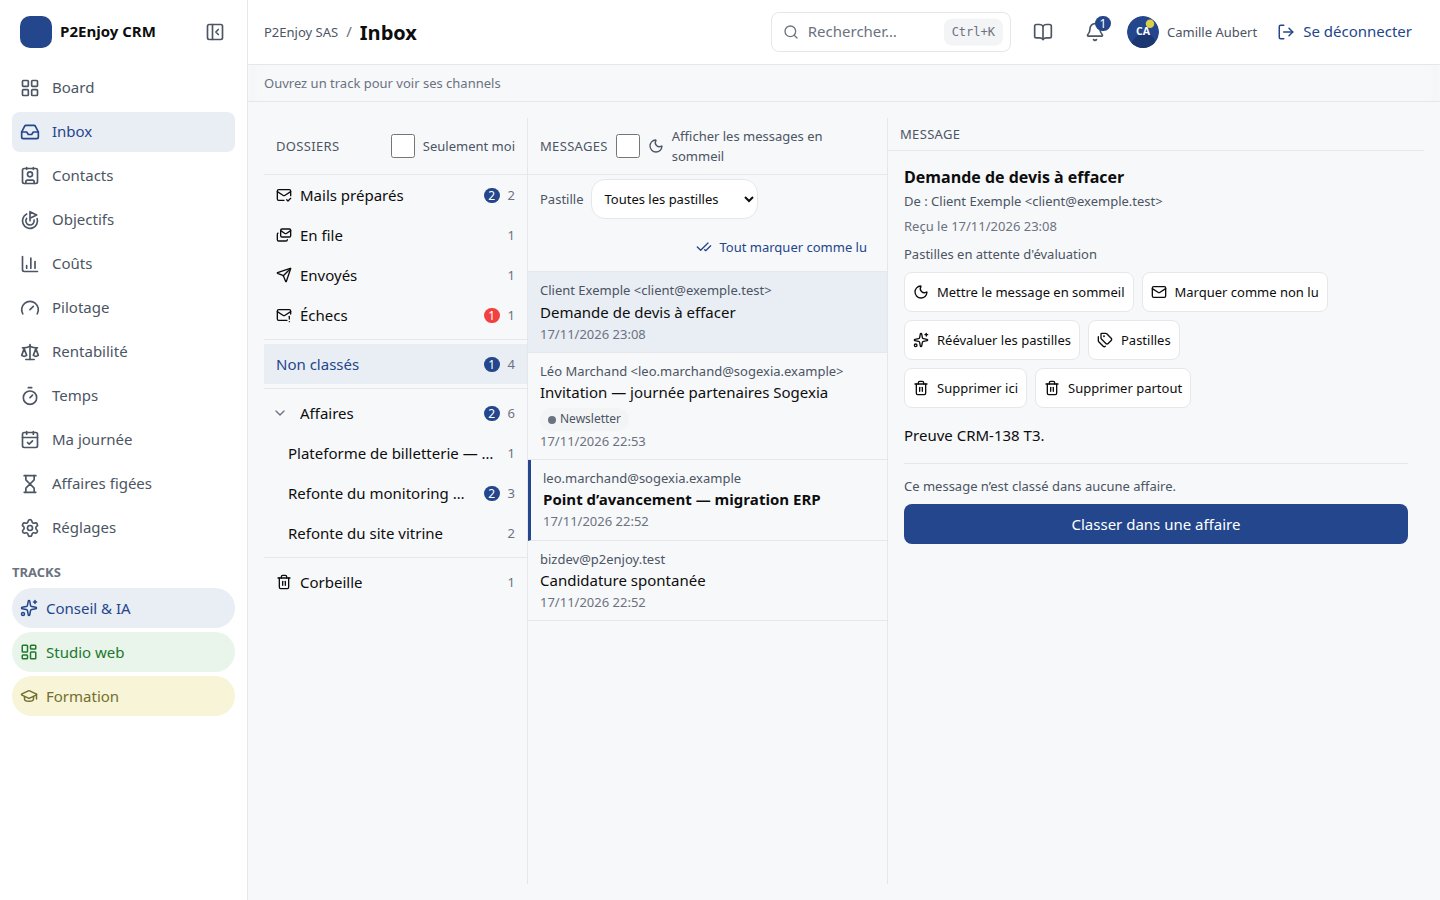 P2Enjoy CRM
Board
Inbox
Contacts
Objectifs
Coûts
Pilotage
Rentabilité
Temps
Ma journée
Affaires figées
Réglages
TRACKS
Conseil & IA
Studio web
Formation
P2Enjoy SAS / Inbox
Rechercher... Ctrl+K
1
CA Camille Aubert
Se déconnecter
Ouvrez un track pour voir ses channels
DOSSIERS Seulement moi
Mails préparés 2 2
En file 1
Envoyés 1
Échecs 1 1
Non classés 1 4
Affaires 2 6
Plateforme de billetterie — ... 1
Refonte du monitoring ... 2 3
Refonte du site vitrine 2
Corbeille 1
MESSAGES Afficher les messages en
sommeil
Pastille Toutes les pastilles
Tout marquer comme lu
Client Exemple <client@exemple.test>
Demande de devis à effacer
17/11/2026 23:08
Léo Marchand <leo.marchand@sogexia.example>
Invitation — journée partenaires Sogexia
Newsletter
17/11/2026 22:53
leo.marchand@sogexia.example
Point d’avancement — migration ERP
17/11/2026 22:52
bizdev@p2enjoy.test
Candidature spontanée
17/11/2026 22:52
MESSAGE
Demande de devis à effacer
De : Client Exemple <client@exemple.test>
Reçu le 17/11/2026 23:08
Pastilles en attente d'évaluation
Mettre le message en sommeil Marquer comme non lu
Réévaluer les pastilles Pastilles
Supprimer ici Supprimer partout
Preuve CRM-138 T3.
Ce message n’est classé dans aucune affaire.
Classer dans une affaire